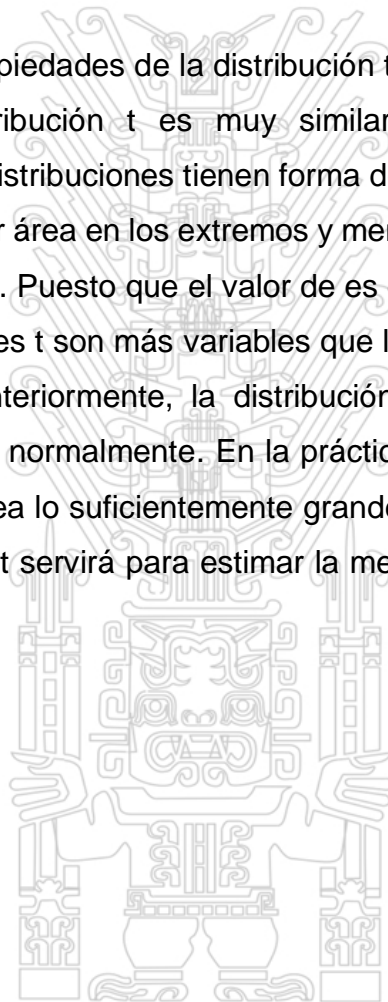 piedades de la distribución t
ribución t es muy similar
distribuciones tienen forma d
r área en los extremos y mer
. Puesto que el valor de es
es t son más variables que l
nteriormente, la distribución
normalmente. En la práctic
ea lo suficientemente grande
t servirá para estimar la me